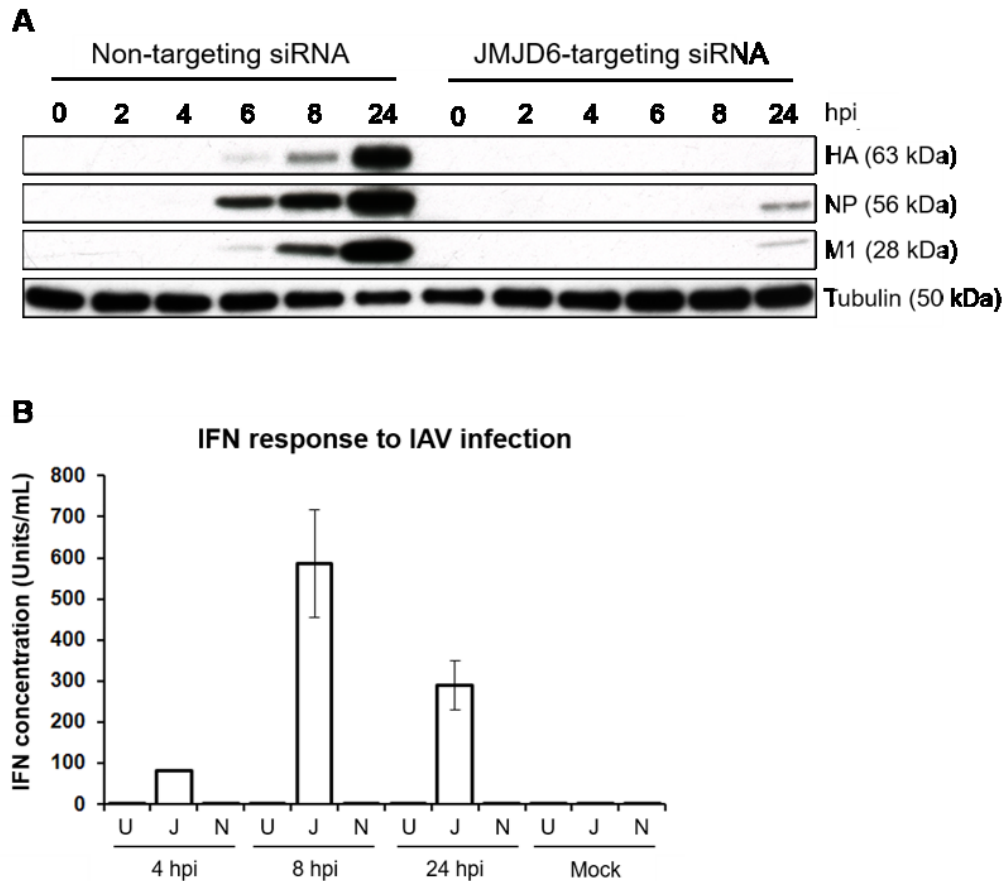 A
Non-targeting siRNA JMJD6-targeting siRNA
0 2 4 6 8 24 0 2 4 6 8 24 hpi
HA (63 kDa)
NP (56 kDa)
M1 (28 kDa)
Tubulin (50 kDa)
B
IFN response to IAV infection
IFN concentration (Units/mL)
800
700
600
500
400
300
200
100
0
U J N U J N U J N U J N
4 hpi 8 hpi 24 hpi Mock